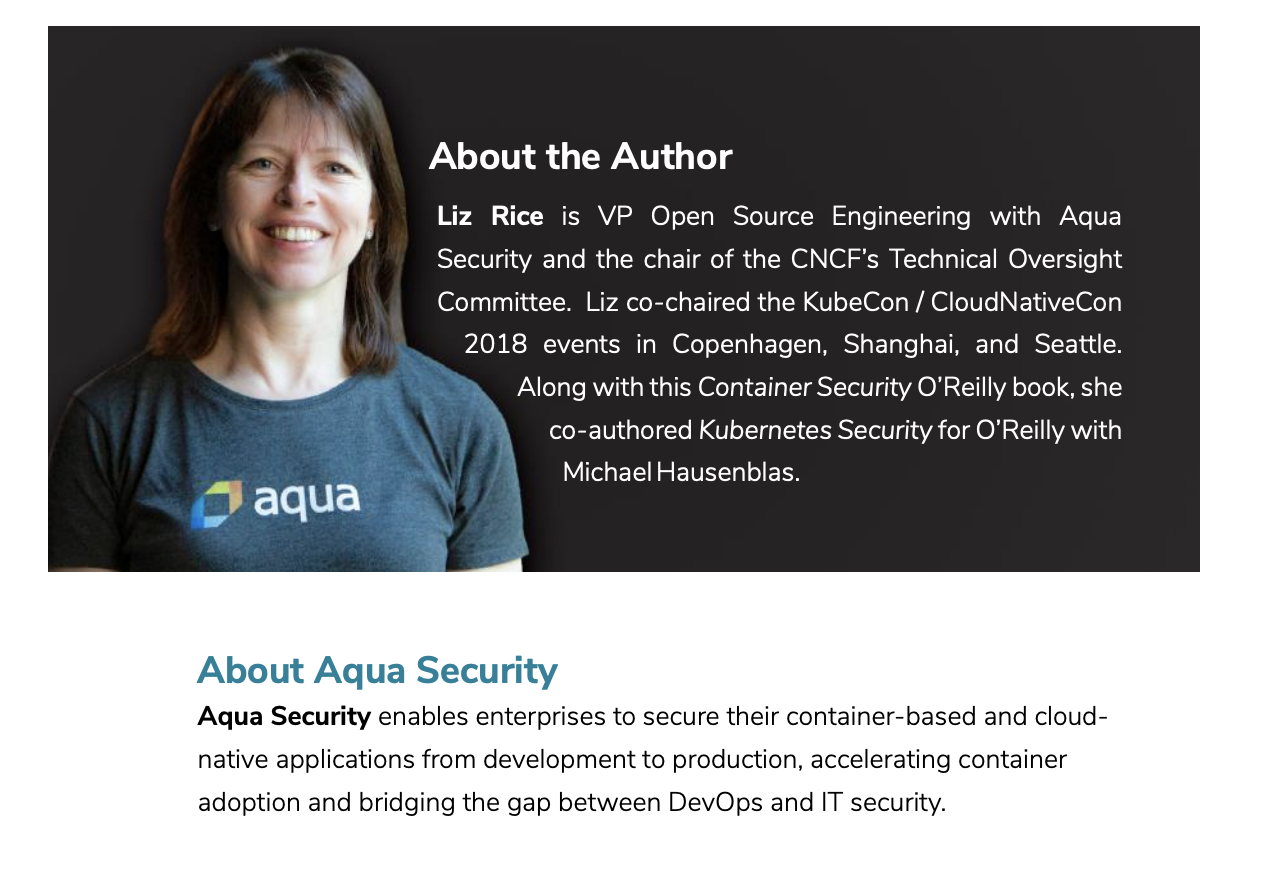 About the Author
Liz Rice is VP Open Source Engineering with Aqua
Security and the chair of the CNCF’s Technical Oversight
Committee. Liz co-chaired the KubeCon / CloudNativeCon
2018 events in Copenhagen, Shanghai, and Seattle.
Along with this Container Security O’Reilly book, she
co-authored Kubernetes Security for O’Reilly with
Michael Hausenblas.
aqua
About Aqua Security
Aqua Security enables enterprises to secure their container-based and cloud-
native applications from development to production, accelerating container
adoption and bridging the gap between DevOps and IT security.